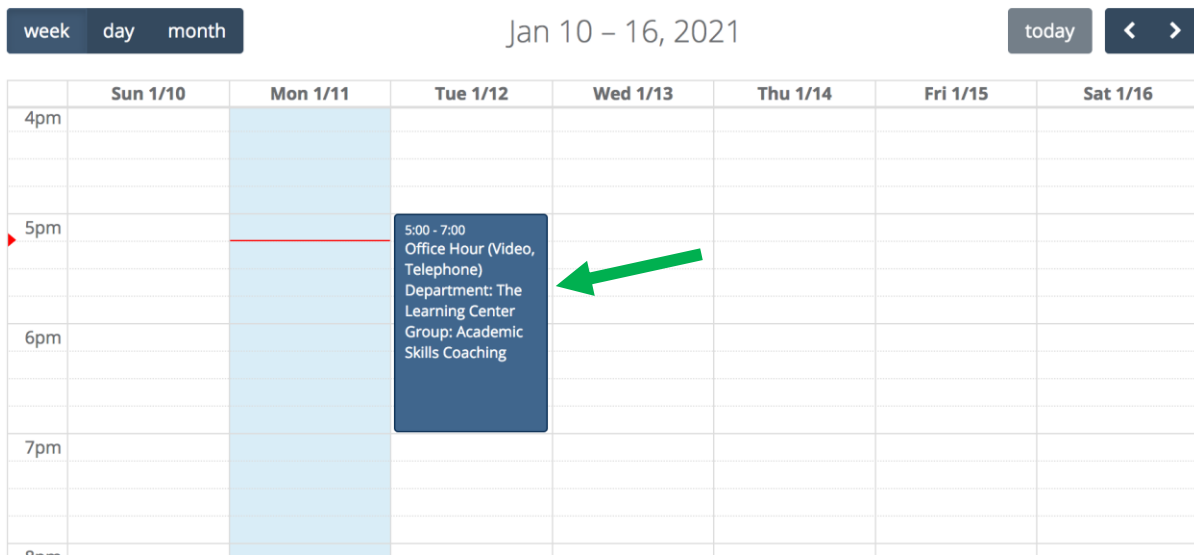 week day month
Jan 10 – 16, 2021
today
Sun 1/10 Mon 1/11 Tue 1/12 Wed 1/13 Thu 1/14 Fri 1/15 Sat 1/16
4pm
5pm
5:00 - 7:00
Office Hour (Video,
Telephone)
Department: The
Learning Center
Group: Academic
Skills Coaching
6pm
7pm
8pm